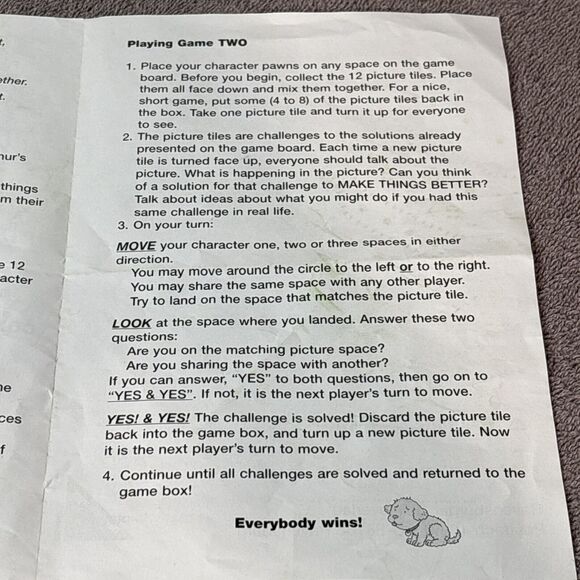 t,
ether.
t.
hur's
things
m their
e 12
acter
ne
ces
f
Playing Game TWO
1. Place your character pawns on any space on the game
board. Before you begin, collect the 12 picture tiles. Place
them all face down and mix them together. For a nice,
short game, put some (4 to 8) of the picture tiles back in
the box. Take one picture tile and turn it up for everyone
to see.
2. The picture tiles are challenges to the solutions already
presented on the game board. Each time a new picture
tile is turned face up, everyone should talk about the
picture. What is happening in the picture? Can you think
of a solution for that challenge to MAKE THINGS BETTER?
Talk about ideas about what you might do if you had this
same challenge in real life.
3. On your turn:
MOVE your character one, two or three spaces in either
direction.
You may move around the circle to the left or to the right.
You may share the same space with any other player.
Try to land on the space that matches the picture tile.
LOOK at the space where you landed. Answer these two
questions:
Are you on the matching picture space?
Are you sharing the space with another?
If you can answer, "YES" to both questions, then go on to
"YES & YES". If not, it is the next player's turn to move.
YES! & YES! The challenge is solved! Discard the picture tile
back into the game box, and turn up a new picture tile. Now
it is the next player's turn to move.
4. Continue until all challenges are solved and returned to the
game box!
Everybody wins!